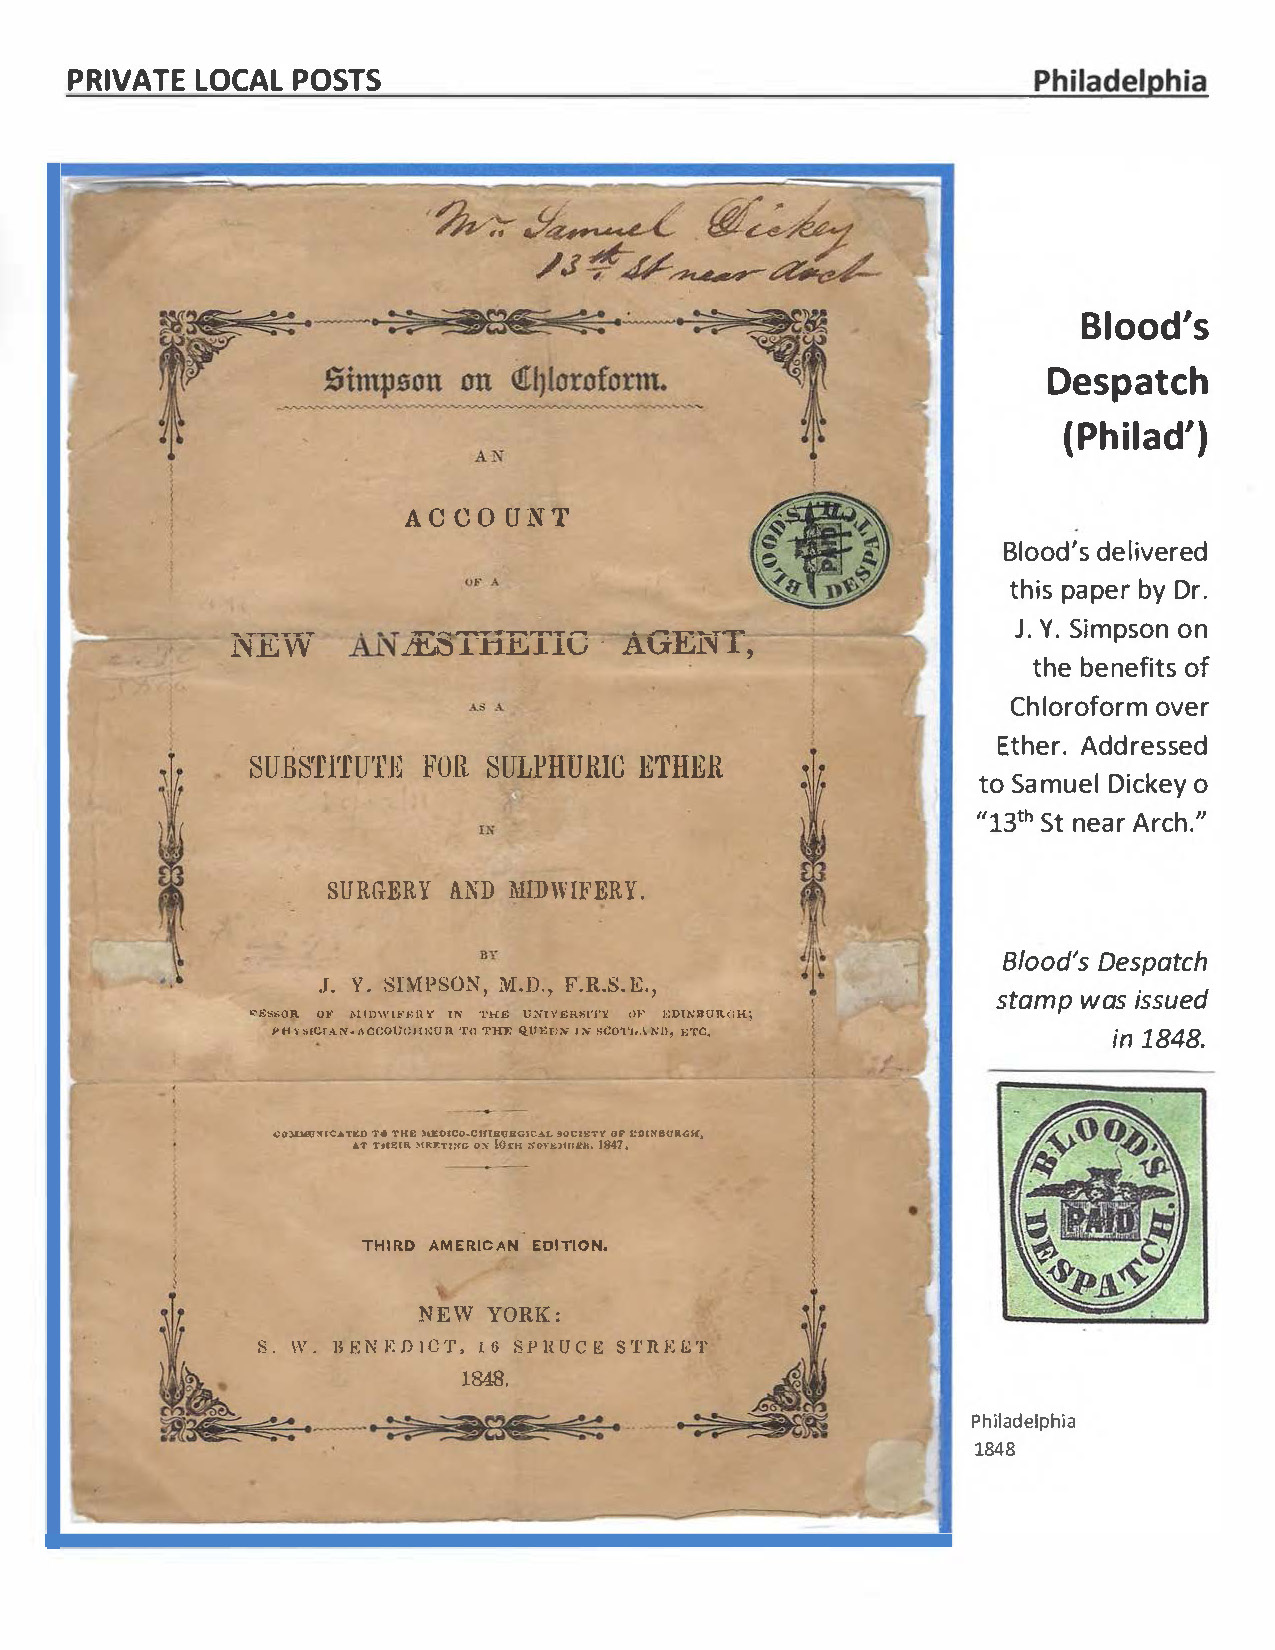 PRIVATE LOCAL POSTS
Philadelphia
Mr. Samuel Dickey
13th St near Arch
Simpson on Chloroform.
AN
ACCOUNT
OF A
NEW ANÆSTHETIC AGENT,
AS A
SUBSTITUTE FOR SULPHURIC ETHER
IN
SURGERY AND MIDWIFERY.
BY
J. Y. SIMPSON, M.D., F.R.S.E.,
ESSOR OF MIDWIFERY IN THE UNIVERSITY OF EDINBURGH;
PHYSICIAN-ACCOUCHEUR TO THE QUEEN IN SCOTLAND, ETC.
COMMUNICATED TO THE MEDICO-CHIRURGICAL SOCIETY OF EDINBURGH,
AT THEIR MEETING ON 10TH NOVEMBER, 1847.
THIRD AMERICAN EDITION.
NEW YORK:
S. W. BENEDICT, 16 SPRUCE STREET
1848.
BLOOD'S
PAID
DESPATCH
Blood's
Despatch
(Philad')
Blood's delivered
this paper by Dr.
J. Y. Simpson on
the benefits of
Chloroform over
Ether. Addressed
to Samuel Dickey o
"13th St near Arch."
Blood's Despatch
stamp was issued
in 1848.
BLOOD'S
PAID
DESPATCH.
Philadelphia
1848